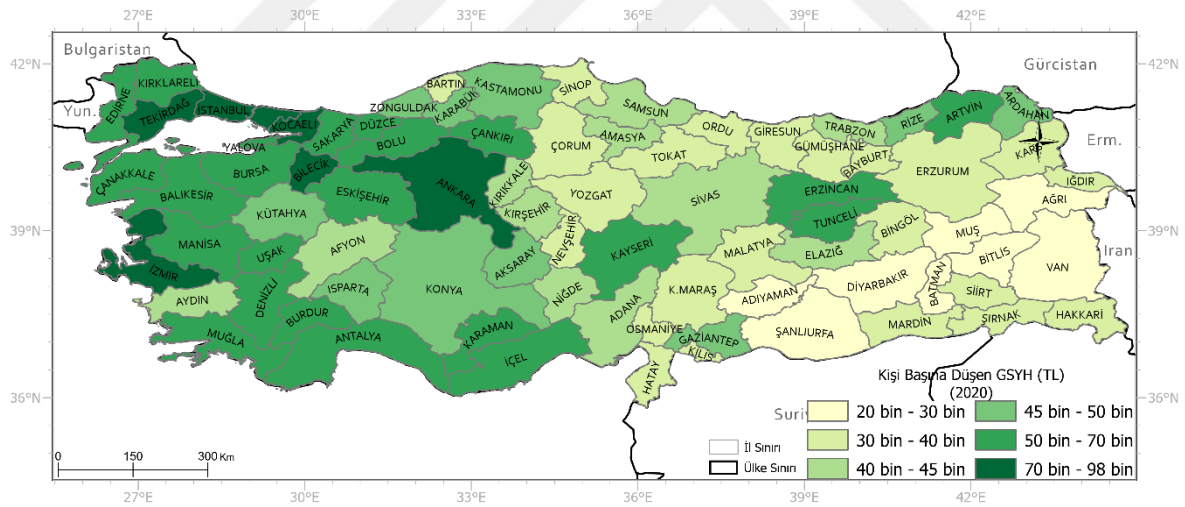 27°E 30°E 33°E 36°E 39°E 42°E
Bulgaristan
Gürcistan
42°N
42°N
Yun.
Erm.
Iran
KIRKLARELİ
EDİRNE
TEKİRDAĞ
İSTANBUL
KOCAELİ
YALOVA
SAKARYA
DÜZCE
BOLU
ZONGULDAK
BARTIN
KARABÜK
KASTAMONU
SİNOP
ÇANKIRI
SAMSUN
AMASYA
ORDU
GİRESUN
TRABZON
RİZE
ARTVİN
ARDAHAN
KARS
GÜMÜŞHANE
BAYBURT
ERZURUM
IĞDIR
AĞRI
ÇORUM
TOKAT
YOZGAT
SİVAS
ERZİNCAN
TUNCELİ
BİNGÖL
MUŞ
BİTLİS
VAN
ÇANAKKALE
BALIKESİR
BURSA
BİLECİK
ESKİŞEHİR
ANKARA
KIRIKKALE
KIRŞEHİR
NEVŞEHİR
KAYSERİ
KÜTAHYA
MANİSA
UŞAK
AFYON
İZMİR
AYDIN
DENİZLİ
ISPARTA
BURDUR
MUĞLA
ANTALYA
KONYA
AKSARAY
NİĞDE
KARAMAN
İÇEL
ADANA
MALATYA
ELAZIĞ
K.MARAŞ
ADIYAMAN
DİYARBAKIR
BATMAN
SİİRT
MARDİN
ŞIRNAK
HAKKARİ
ŞANLIURFA
OSMANİYE
GAZİANTEP
KİLİS
HATAY
39°N
39°N
36°N
36°N
Kişi Başına Düşen GSYH (TL)
(2020)
20 bin - 30 bin
45 bin - 50 bin
30 bin - 40 bin
50 bin - 70 bin
40 bin - 45 bin
70 bin - 98 bin
İl Sınırı
Ülke Sınırı
0 150 300 Km
27°E 30°E 33°E 36°E 39°E 42°E